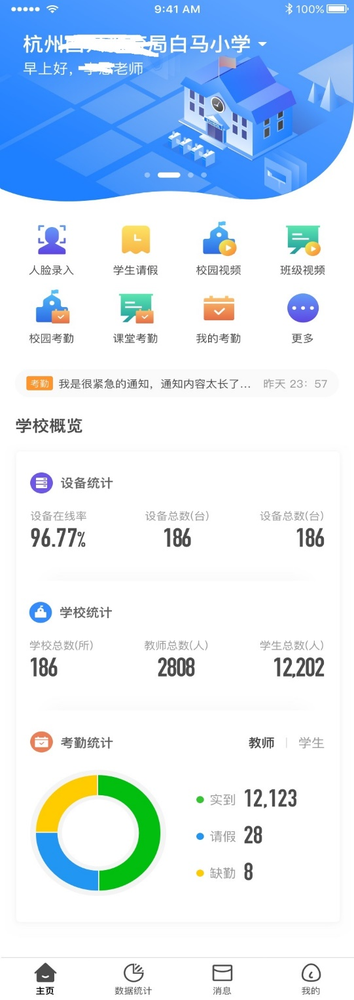 9:41 AM
100%
杭州 局白马小学
早上好， 老师
SCHOOL
人脸录入
学生请假
校园视频
班级视频
校园考勤
课堂考勤
我的考勤
更多
考勤 我是很紧急的通知，通知内容太长了... 昨天 23：57
学校概览
设备统计
设备在线率 设备总数(台) 设备总数(台)
96.77% 186 186
学校统计
学校总数(所) 教师总数(人) 学生总数(人)
186 2808 12,202
考勤统计 教师 学生
实到 12,123
请假 28
缺勤 8
主页 数据统计 消息 我的